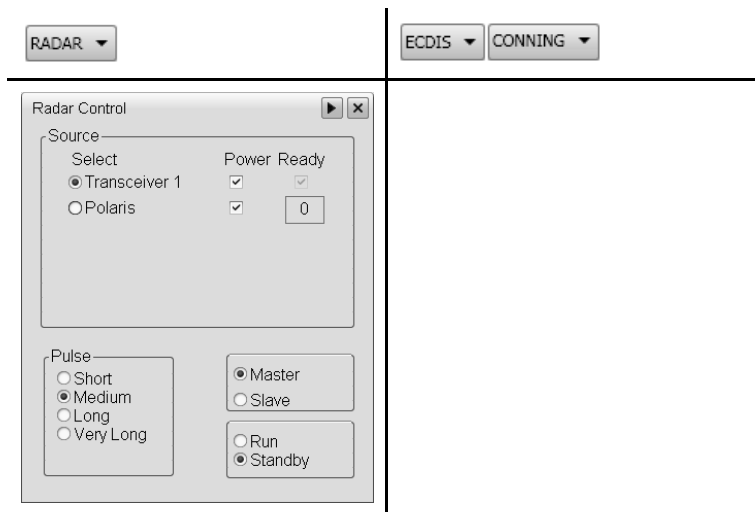 RADAR
ECDIS CONNING
Radar Control
Source
Select Power Ready
Transceiver 1
Polaris 0
Pulse
Short
Medium
Long
Very Long
Master
Slave
Run
Standby